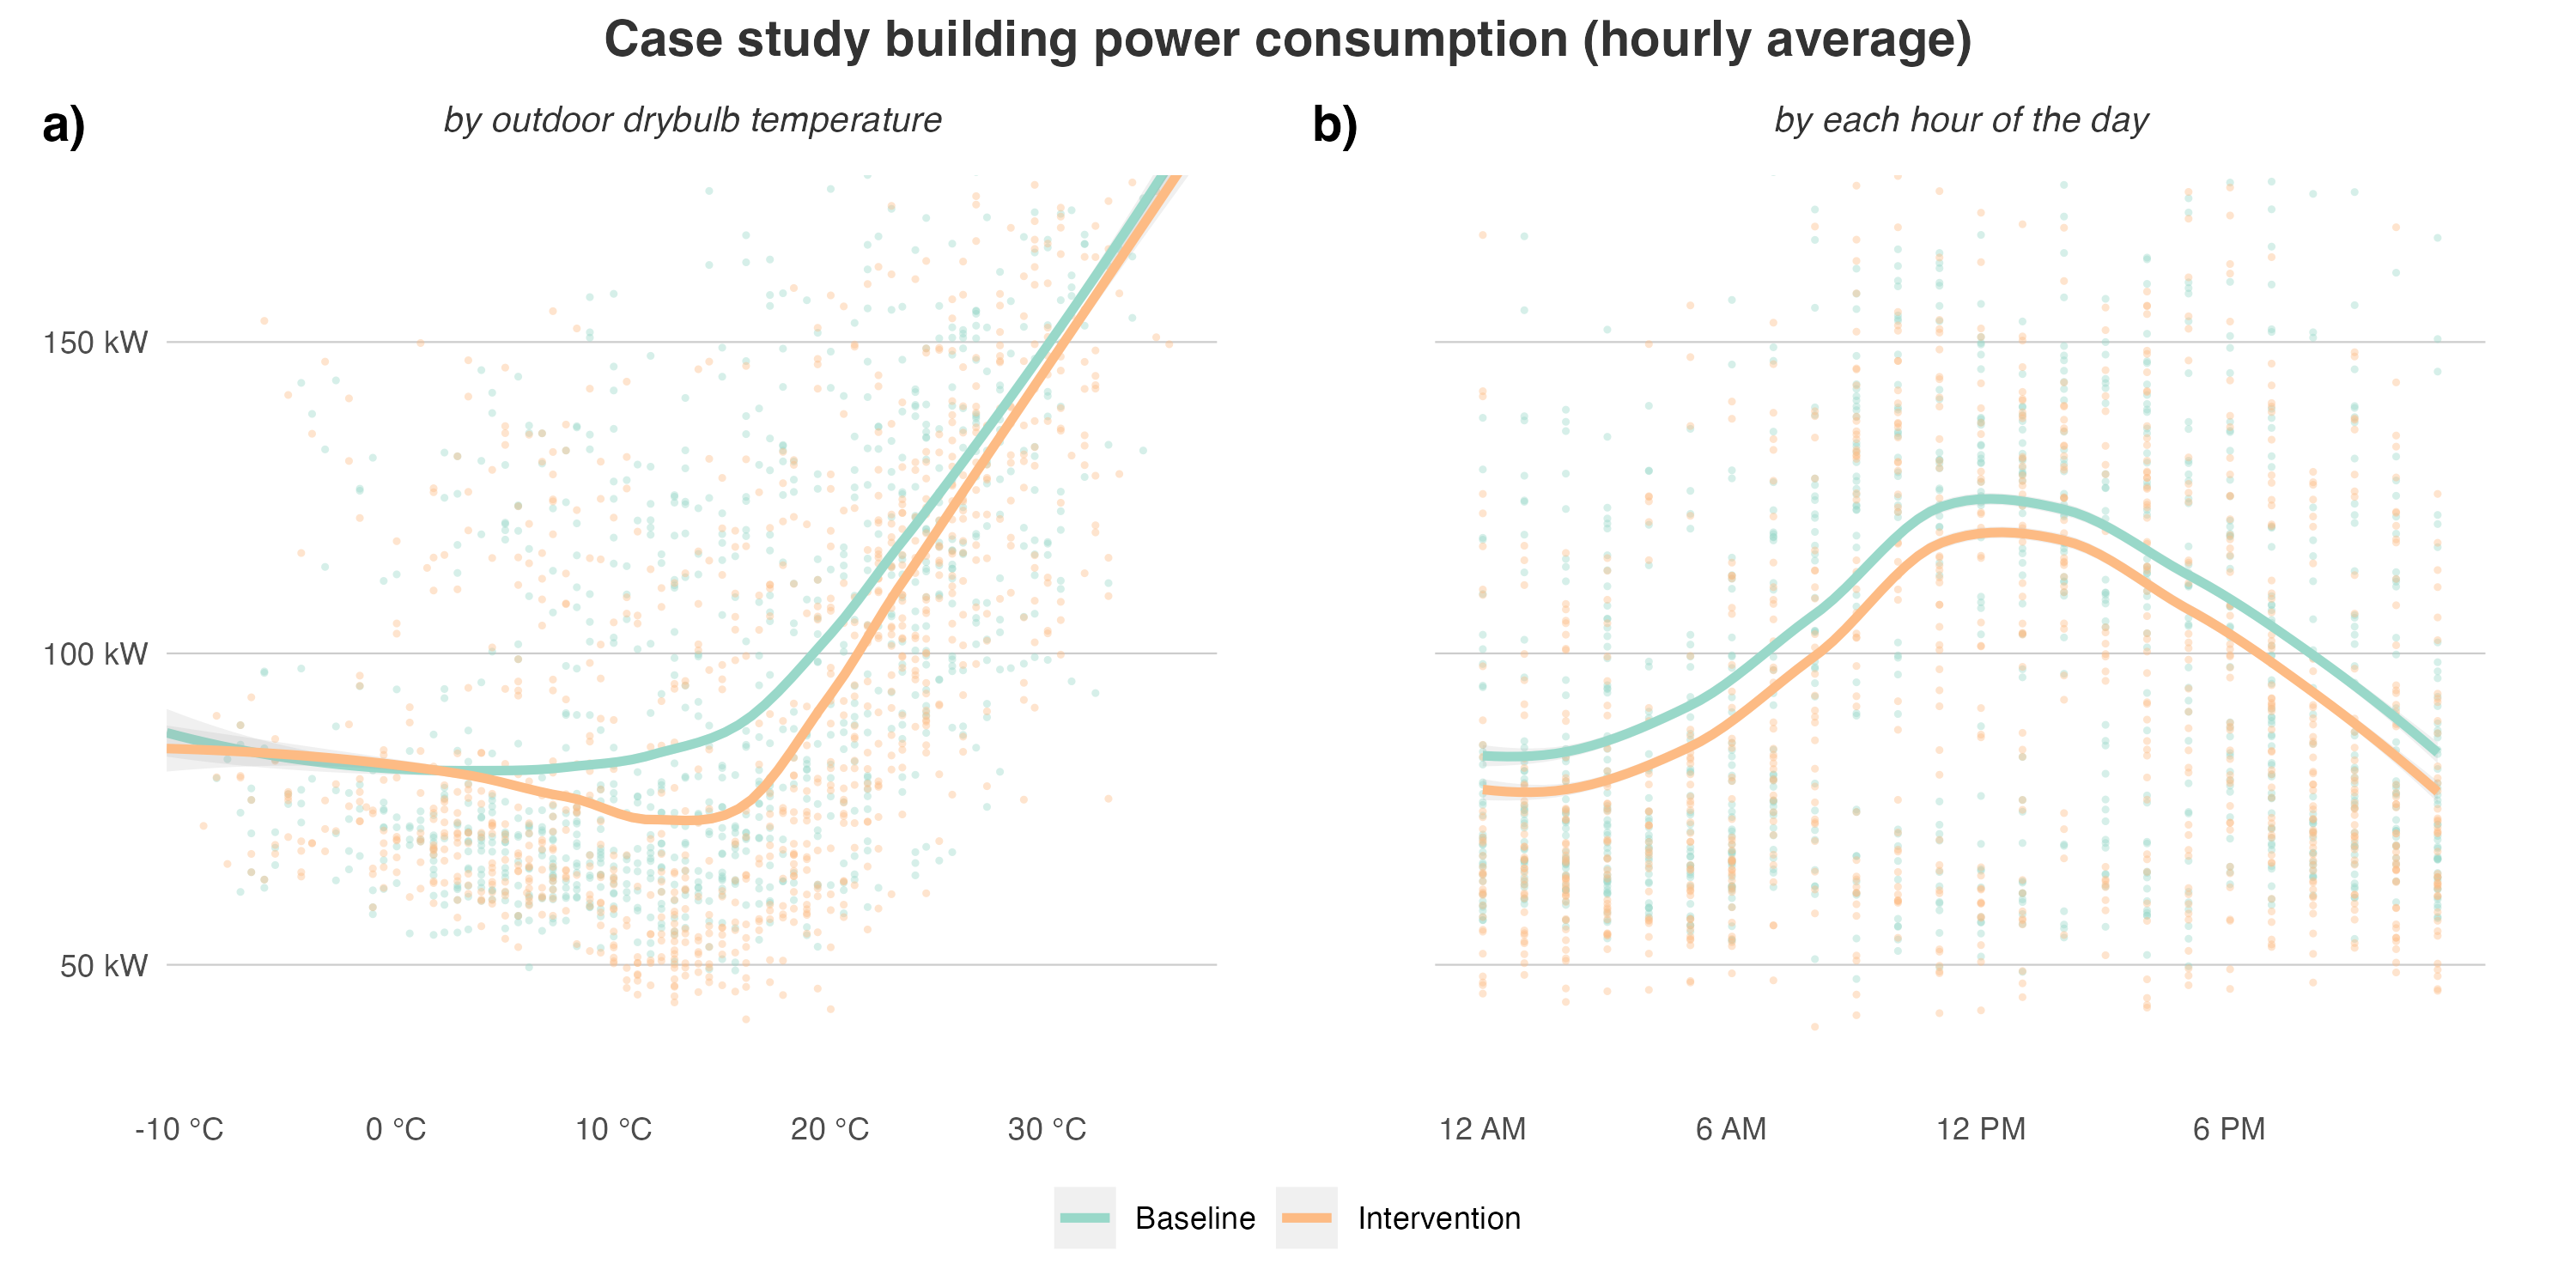 Case study building power consumption (hourly average)
a)
by outdoor drybulb temperature
150 kW
100 kW
50 kW
-10 °C 0 °C 10 °C 20 °C 30 °C
b)
by each hour of the day
12 AM 6 AM 12 PM 6 PM
Baseline Intervention